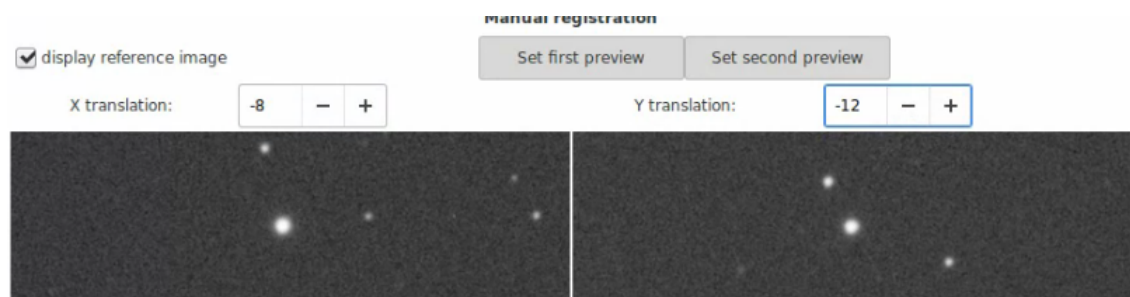 Manual registration
display reference image
Set first preview
Set second preview
X translation:
-8
Y translation:
-12